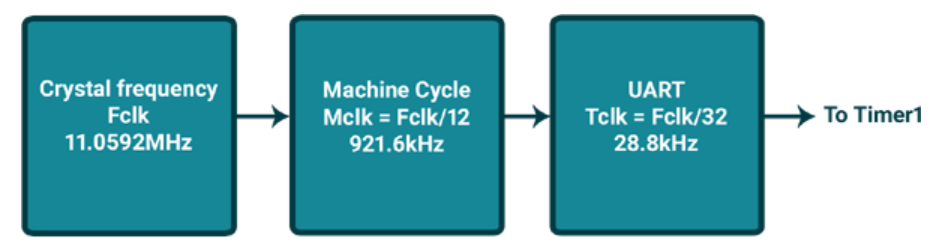 Crystal frequency
Fclk
11.0592MHz
Machine Cycle
Mclk = Fclk/12
921.6kHz
UART
Tclk = Fclk/32
28.8kHz
To Timer1